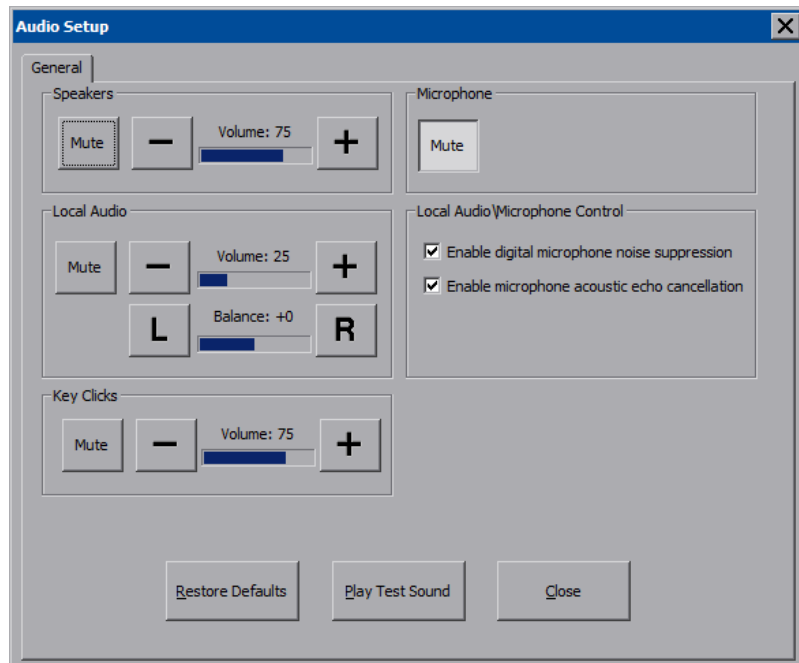 Audio Setup
General
Speakers
Mute
Volume: 75
Microphone
Mute
Local Audio
Mute
Volume: 25
L
Balance: +0
R
Local Audio\Microphone Control
Enable digital microphone noise suppression
Enable microphone acoustic echo cancellation
Key Clicks
Mute
Volume: 75
Restore Defaults
Play Test Sound
Close